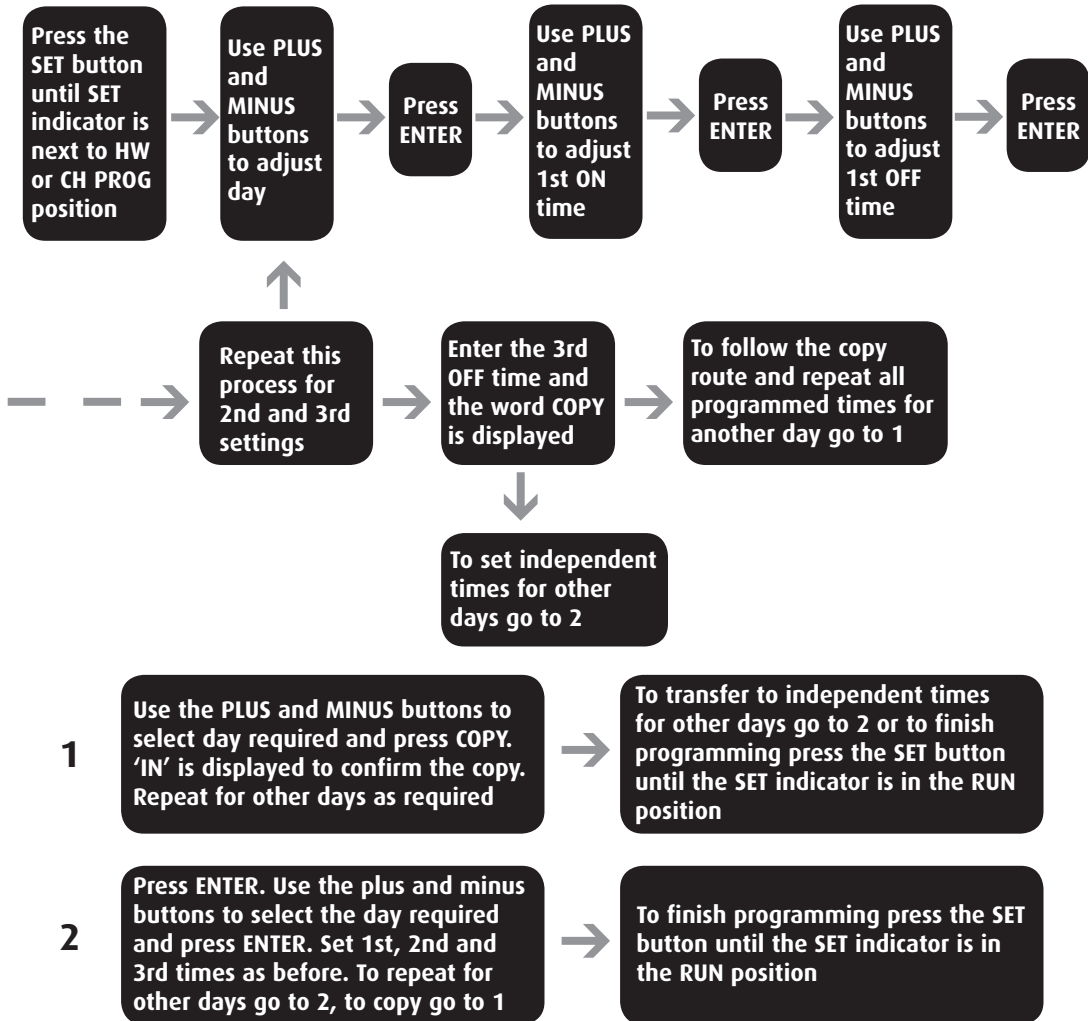 Press the
SET button
until SET
indicator is
next to HW
or CH PROG
position
Use PLUS
and
MINUS
buttons
to adjust
day
Press
ENTER
Use PLUS
and
MINUS
buttons
to adjust
1st ON
time
Press
ENTER
Use PLUS
and
MINUS
buttons
to adjust
1st OFF
time
Press
ENTER
Repeat this
process for
2nd and 3rd
settings
Enter the 3rd
OFF time and
the word COPY
is displayed
To follow the copy
route and repeat all
programmed times for
another day go to 1
To set independent
times for other
days go to 2
1
Use the PLUS and MINUS buttons to
select day required and press COPY.
‘IN’ is displayed to confirm the copy.
Repeat for other days as required
To transfer to independent times
for other days go to 2 or to finish
programming press the SET button
until the SET indicator is in the RUN
position
2
Press ENTER. Use the plus and minus
buttons to select the day required
and press ENTER. Set 1st, 2nd and
3rd times as before. To repeat for
other days go to 2, to copy go to 1
To finish programming press the SET
button until the SET indicator is in
the RUN position